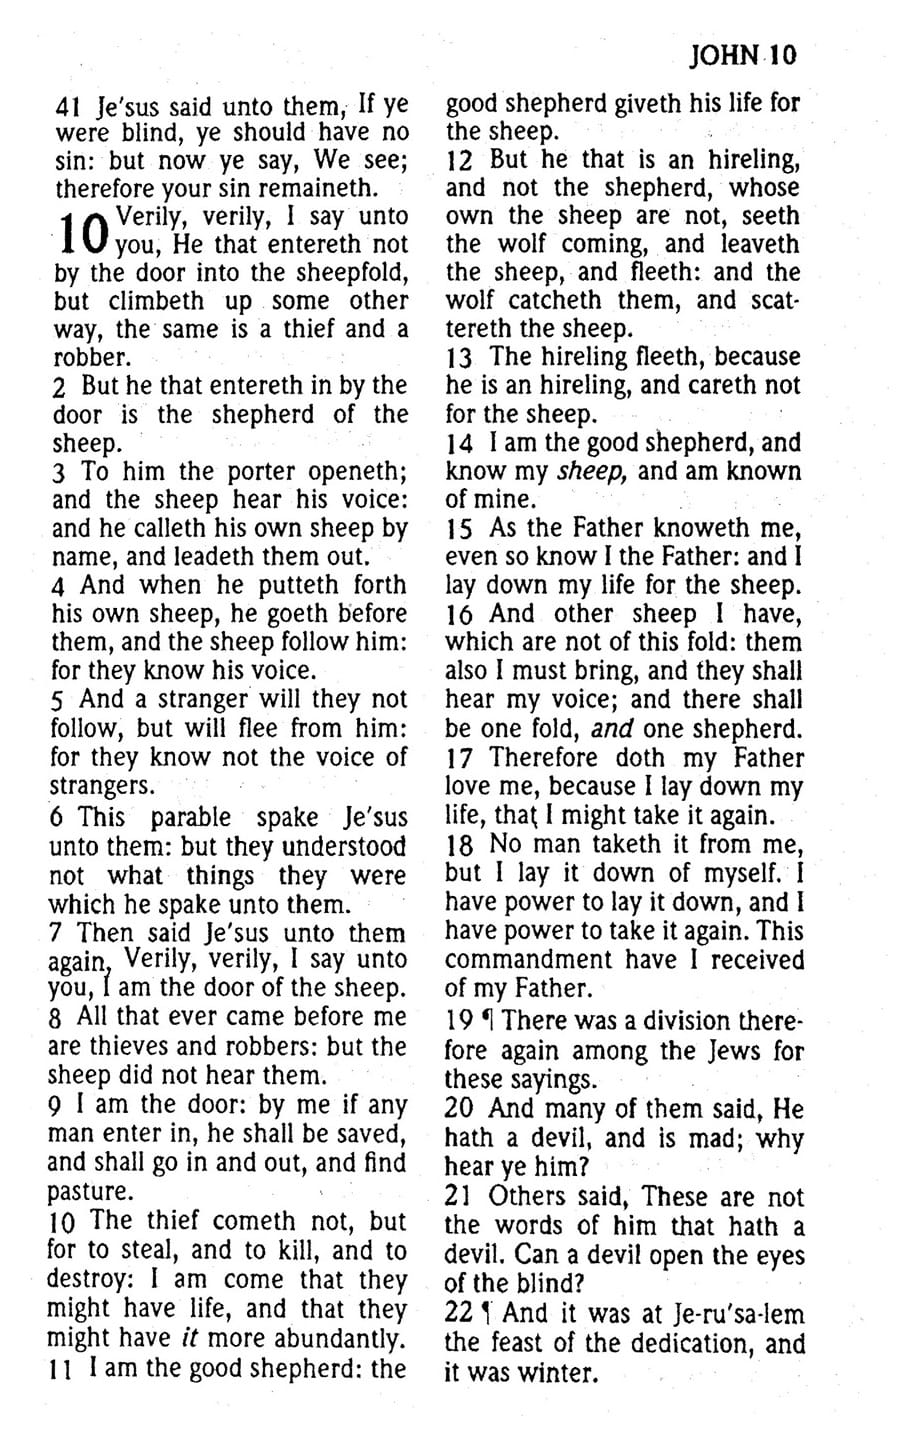 JOHN 10
41 Je'sus said unto them, If ye
were blind, ye should have no
sin: but now ye say, We see;
therefore your sin remaineth.
10 Verily, verily, I say unto
you, He that entereth not
by the door into the sheepfold,
but climbeth up some other
way, the same is a thief and a
robber.
2 But he that entereth in by the
door is the shepherd of the
sheep.
3 To him the porter openeth;
and the sheep hear his voice:
and he calleth his own sheep by
name, and leadeth them out.
4 And when he putteth forth
his own sheep, he goeth before
them, and the sheep follow him:
for they know his voice.
5 And a stranger will they not
follow, but will flee from him:
for they know not the voice of
strangers.
6 This parable spake Je'sus
unto them: but they understood
not what things they were
which he spake unto them.
7 Then said Je'sus unto them
again, Verily, verily, I say unto
you, I am the door of the sheep.
8 All that ever came before me
are thieves and robbers: but the
sheep did not hear them.
9 I am the door: by me if any
man enter in, he shall be saved,
and shall go in and out, and find
pasture.
10 The thief cometh not, but
for to steal, and to kill, and to
destroy: I am come that they
might have life, and that they
might have it more abundantly.
11 I am the good shepherd: the
good shepherd giveth his life for
the sheep.
12 But he that is an hireling,
and not the shepherd, whose
own the sheep are not, seeth
the wolf coming, and leaveth
the sheep, and fleeth: and the
wolf catcheth them, and scat-
tereth the sheep.
13 The hireling fleeth, because
he is an hireling, and careth not
for the sheep.
14 I am the good shepherd, and
know my sheep, and am known
of mine.
15 As the Father knoweth me,
even so know I the Father: and I
lay down my life for the sheep.
16 And other sheep I have,
which are not of this fold: them
also I must bring, and they shall
hear my voice; and there shall
be one fold, and one shepherd.
17 Therefore doth my Father
love me, because I lay down my
life, that I might take it again.
18 No man taketh it from me,
but I lay it down of myself. I
have power to lay it down, and I
have power to take it again. This
commandment have I received
of my Father.
19 ¶ There was a division there-
fore again among the Jews for
these sayings.
20 And many of them said, He
hath a devil, and is mad; why
hear ye him?
21 Others said, These are not
the words of him that hath a
devil. Can a devil open the eyes
of the blind?
22 ¶ And it was at Je-ru'sa-lem
the feast of the dedication, and
it was winter.